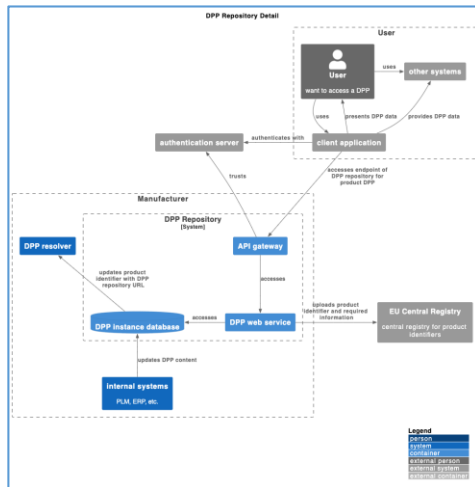 DPP Repository Detail
User
User
want to access a DPP
uses
other systems
uses
presents DPP data
provides DPP data
authentication server
authenticates with
client application
accesses endpoint of
DPP repository for
product DPP
trusts
Manufacturer
DPP Repository
[System]
DPP resolver
API gateway
updates product
identifier with DPP
repository URL
accesses
DPP instance database
accesses
DPP web service
uploads product
identifier and required
information
EU Central Registry
central registry for product
identifiers
updates DPP content
Internal systems
PLM, ERP, etc.
Legend
person
system
container
external person
external system
external container